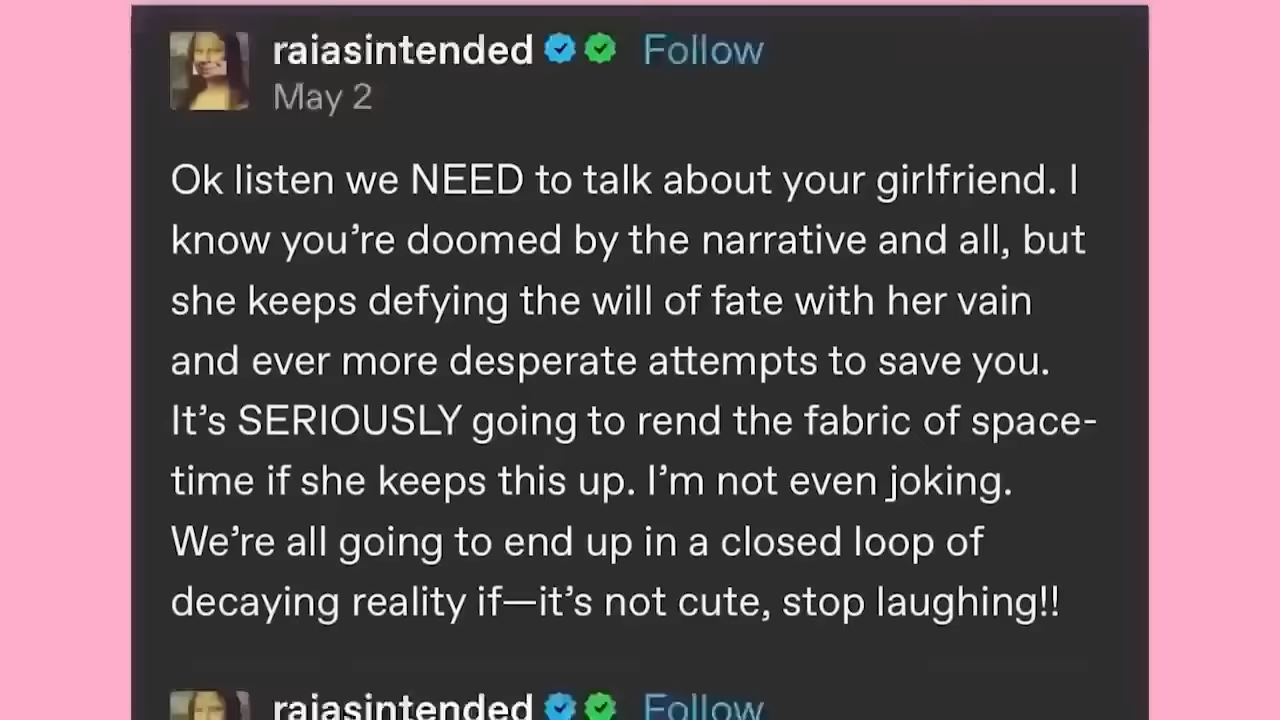 raiasintended Follow
May 2
Ok listen we NEED to talk about your girlfriend. I
know you’re doomed by the narrative and all, but
she keeps defying the will of fate with her vain
and ever more desperate attempts to save you.
It’s SERIOUSLY going to rend the fabric of space-
time if she keeps this up. I’m not even joking.
We’re all going to end up in a closed loop of
decaying reality if—it’s not cute, stop laughing!!
raiasintended Follow